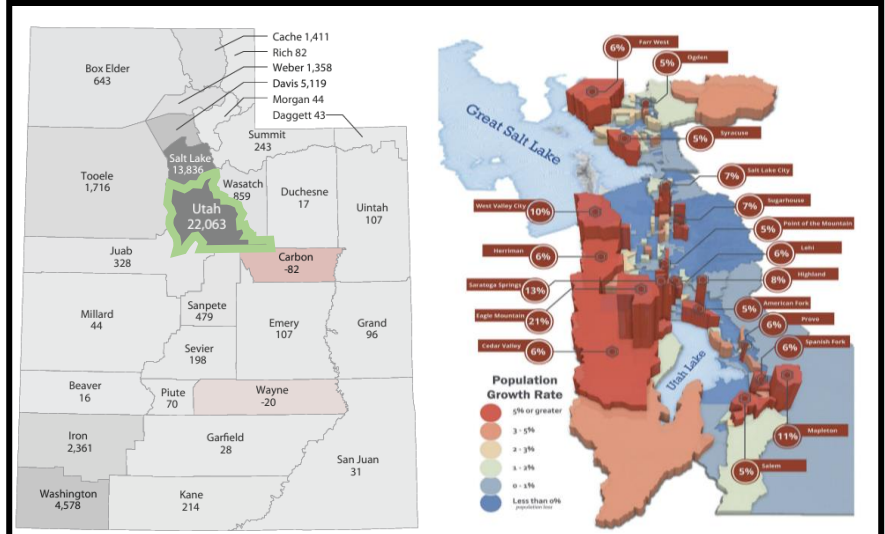 Cache 1,411
Rich 82
Weber 1,358
Davis 5,119
Morgan 44
Daggett 43
Box Elder
643
Summit
243
Salt Lake
13,836
Tooele
1,716
Wasatch
859
Duchesne
17
Uintah
107
Utah
22,063
Juab
328
Carbon
-82
Sanpete
479
Millard
44
Emery
107
Grand
96
Sevier
198
Beaver
16
Piute
70
Wayne
-20
Iron
2,361
Garfield
28
San Juan
31
Washington
4,578
Kane
214
Great Salt Lake
6% Farr West
5% Ogden
5% Syracuse
7% Salt Lake City
7% Sugarhouse
West Valley City 10%
5% Point of the Mountain
Herriman 6%
6% Lehi
8% Highland
Saratoga Springs 13%
5% American Fork
Eagle Mountain 21%
6% Provo
Cedar Valley 6%
6% Spanish Fork
Utah Lake
11% Mapleton
5% Salem
Population
Growth Rate
5% or greater
3 - 5%
2 - 3%
1 - 2%
0 - 1%
Less than 0%
population loss